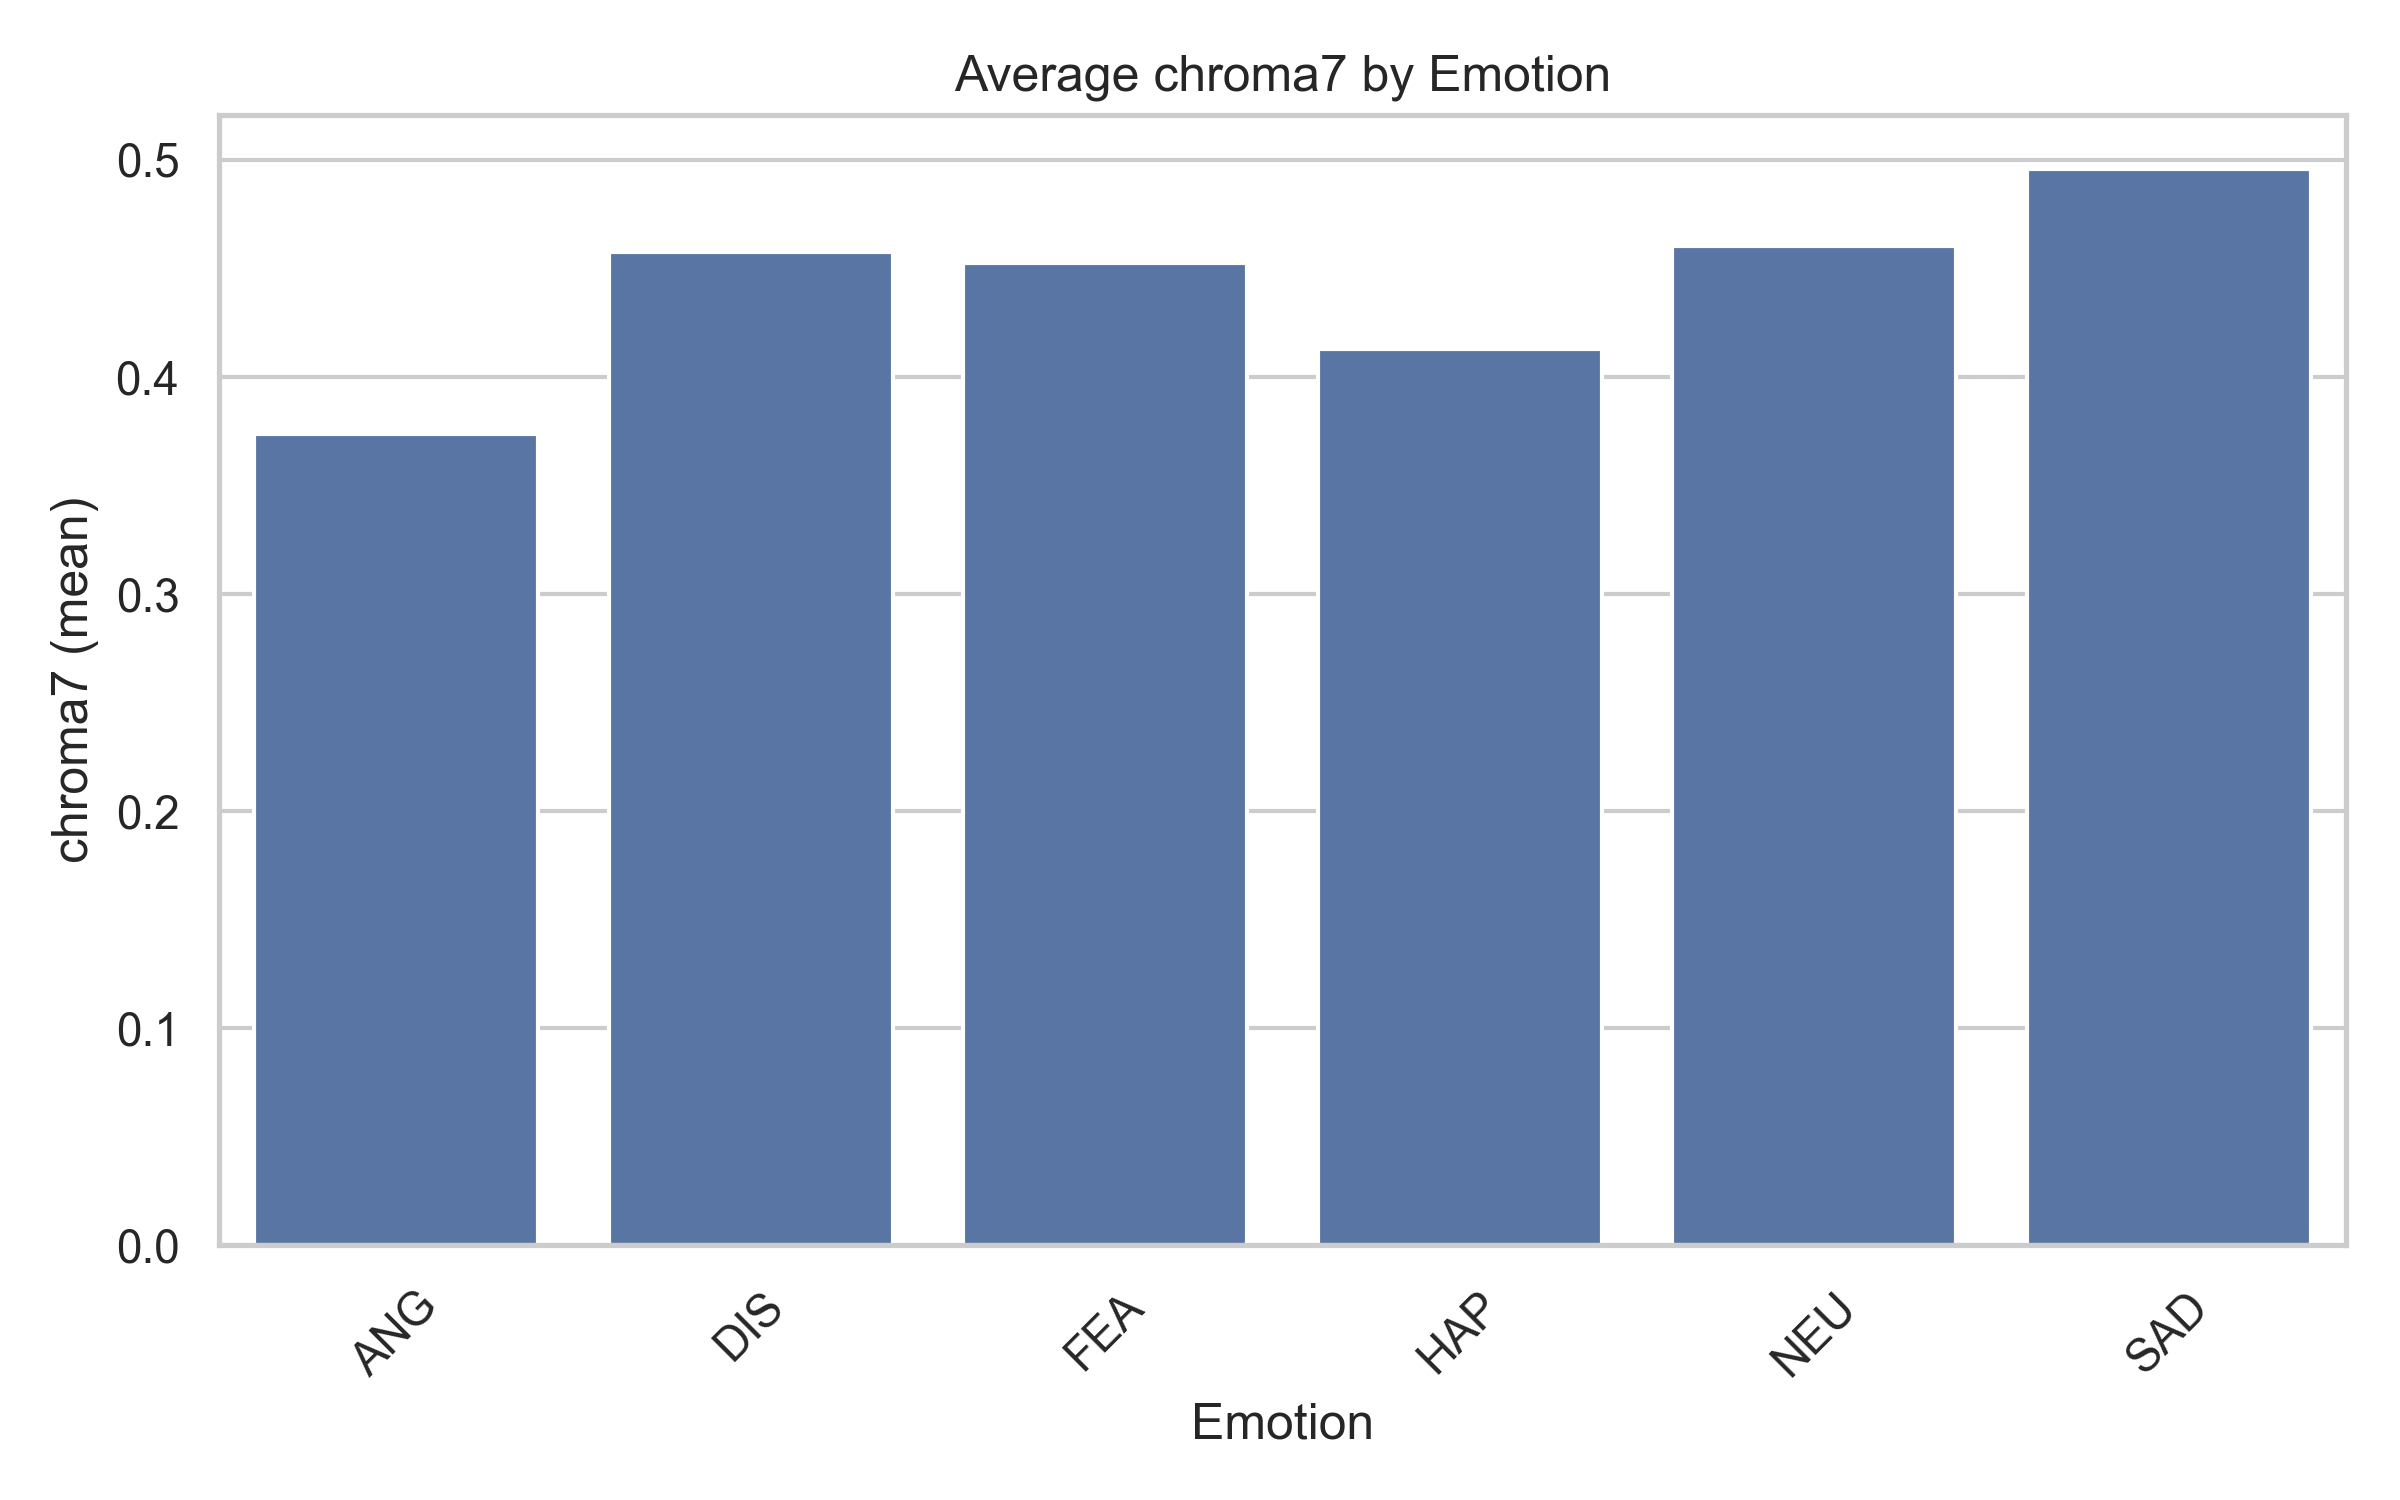 Average chroma7 by Emotion
chroma7 (mean)
0.5
0.4
0.3
0.2
0.1
0.0
ANG
DIS
FEA
HAP
NEU
SAD
Emotion